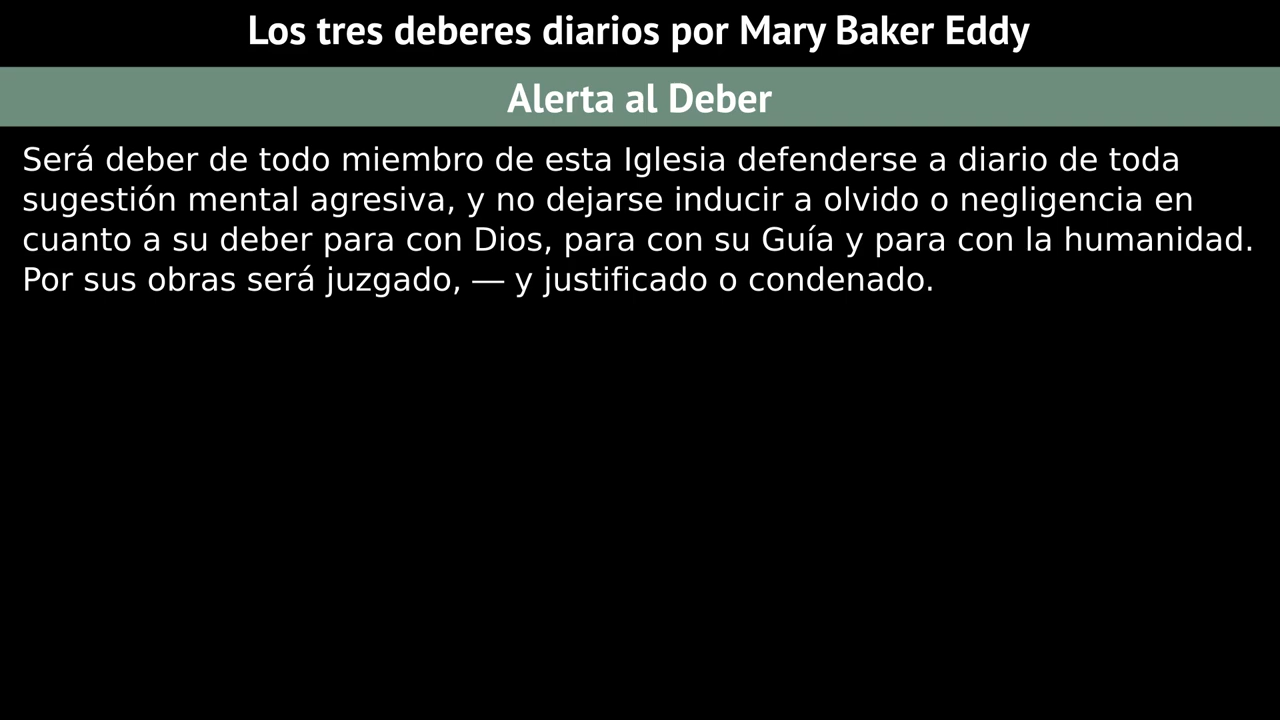 Los tres deberes diarios por Mary Baker Eddy
Alerta al Deber
Será deber de todo miembro de esta Iglesia defenderse a diario de toda
sugestión mental agresiva, y no dejarse inducir a olvido o negligencia en
cuanto a su deber para con Dios, para con su Guía y para con la humanidad.
Por sus obras será juzgado, — y justificado o condenado.